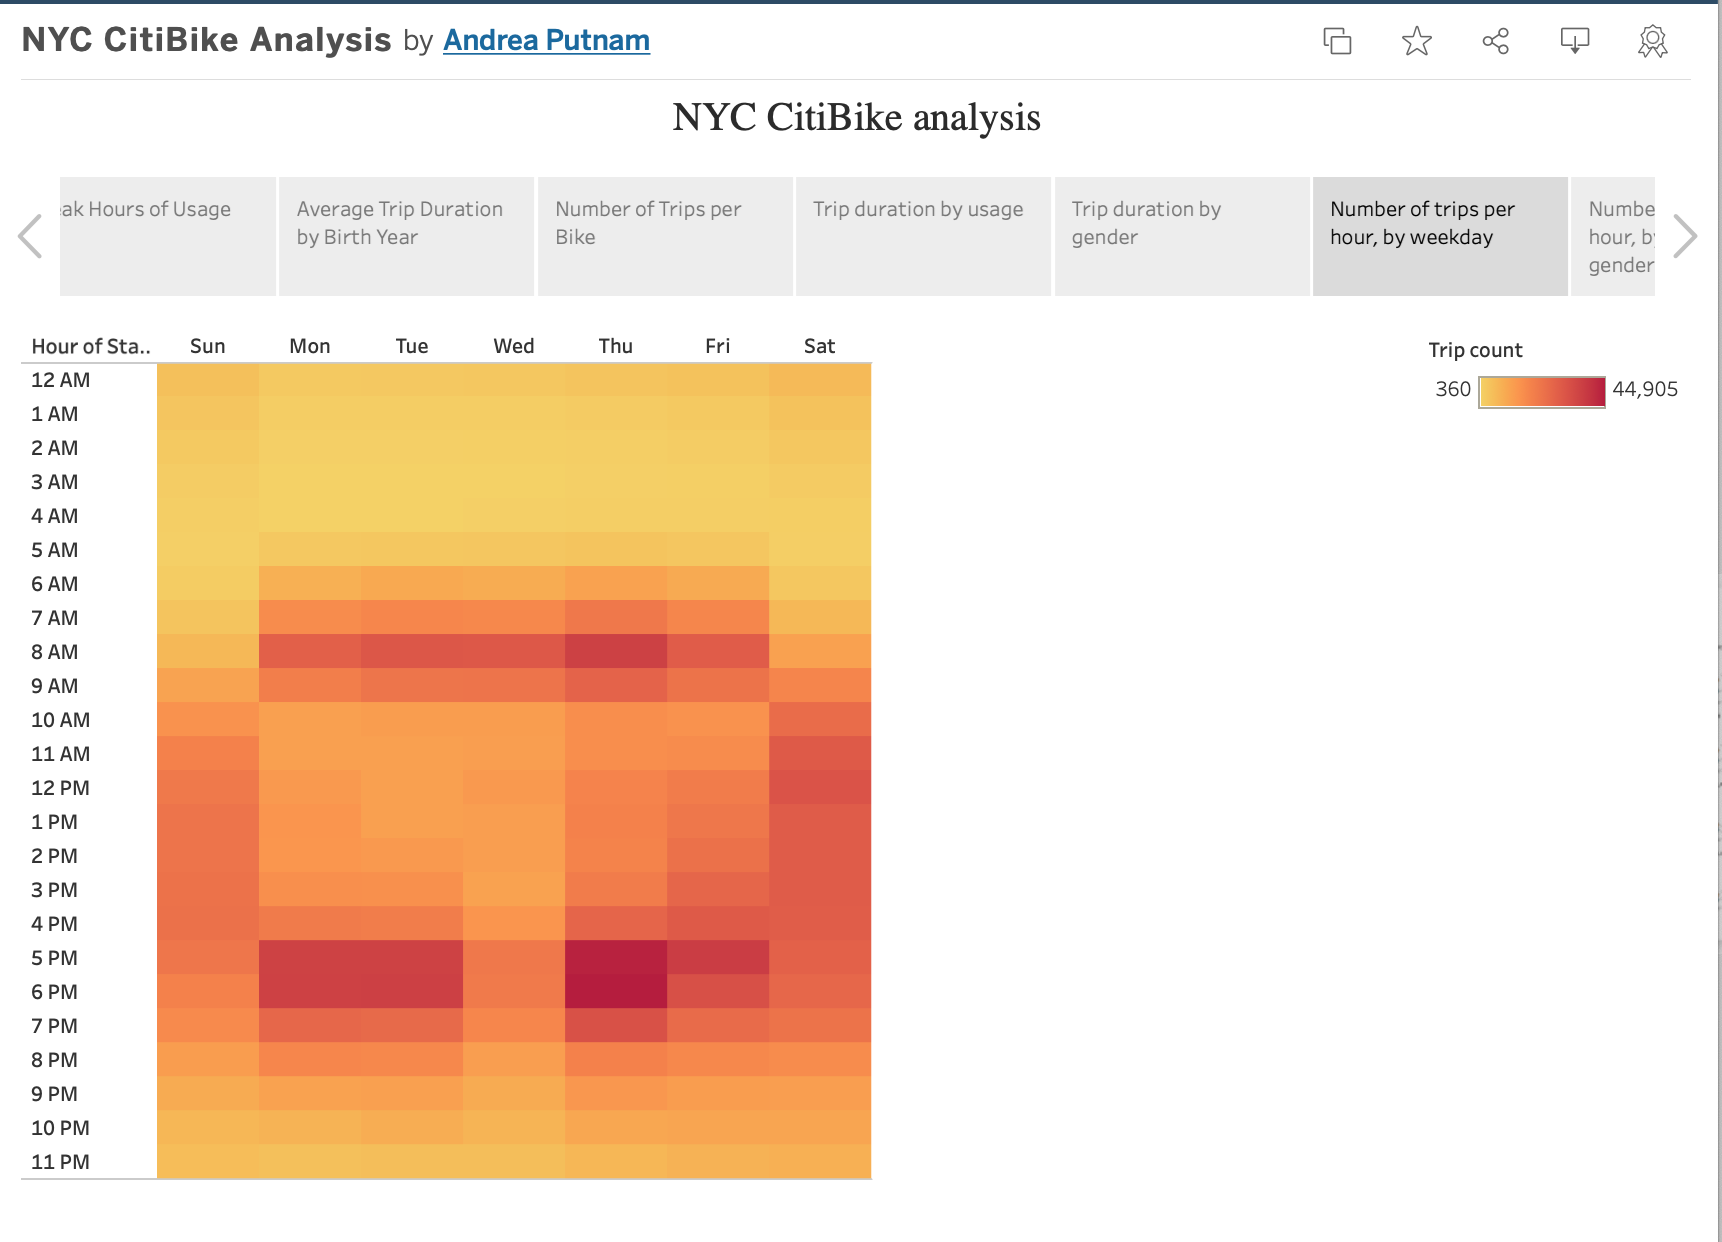 NYC CitiBike Analysis by Andrea Putnam
NYC CitiBike analysis
eak Hours of Usage
Average Trip Duration
by Birth Year
Number of Trips per
Bike
Trip duration by usage
Trip duration by
gender
Number of trips per
hour, by weekday
Numbe
hour, by
gender
Hour of Sta.. Sun Mon Tue Wed Thu Fri Sat
Trip count
360 44,905
12 AM
1 AM
2 AM
3 AM
4 AM
5 AM
6 AM
7 AM
8 AM
9 AM
10 AM
11 AM
12 PM
1 PM
2 PM
3 PM
4 PM
5 PM
6 PM
7 PM
8 PM
9 PM
10 PM
11 PM